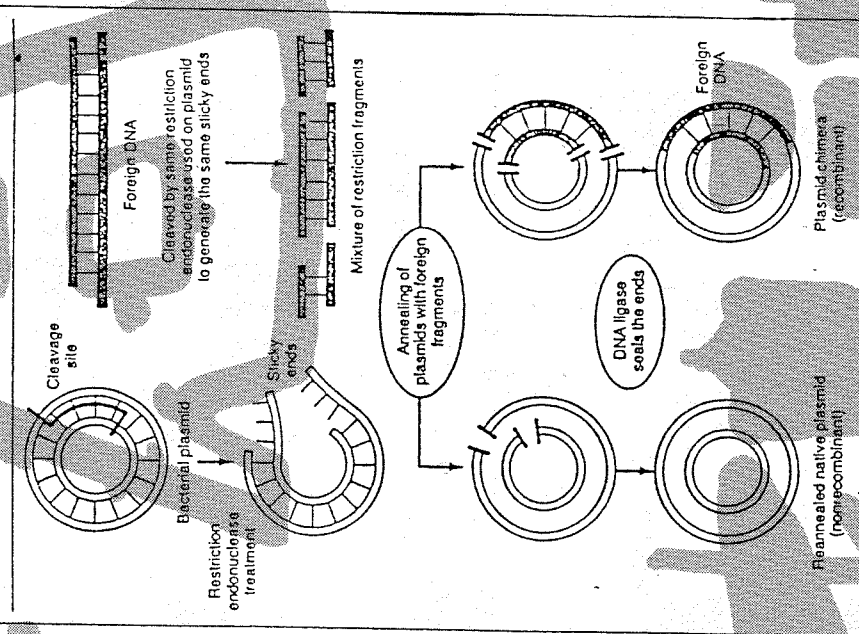 Cleavage
site
Bacterial plasmid
Restriction
endonuclease
treatment
Sticky
ends
Foreign DNA
Cleaved by same restriction
endonuclease used on plasmid
to generate the same sticky ends
Mixture of restriction fragments
Annealing of
plasmids with foreign
fragments
DNA ligase
seals the ends
Reannealed native plasmid
(nonrecombinant)
Foreign
DNA
Plasmid chimera
(recombinant)